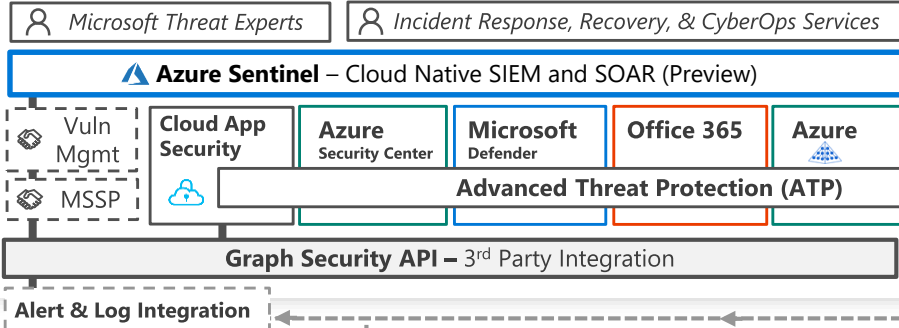 Microsoft Threat Experts
Incident Response, Recovery, & CyberOps Services
Azure Sentinel – Cloud Native SIEM and SOAR (Preview)
Vuln
Mgmt
MSSP
Cloud App
Security
Azure
Security Center
Microsoft
Defender
Office 365
Azure
Advanced Threat Protection (ATP)
Graph Security API – 3rd Party Integration
Alert & Log Integration